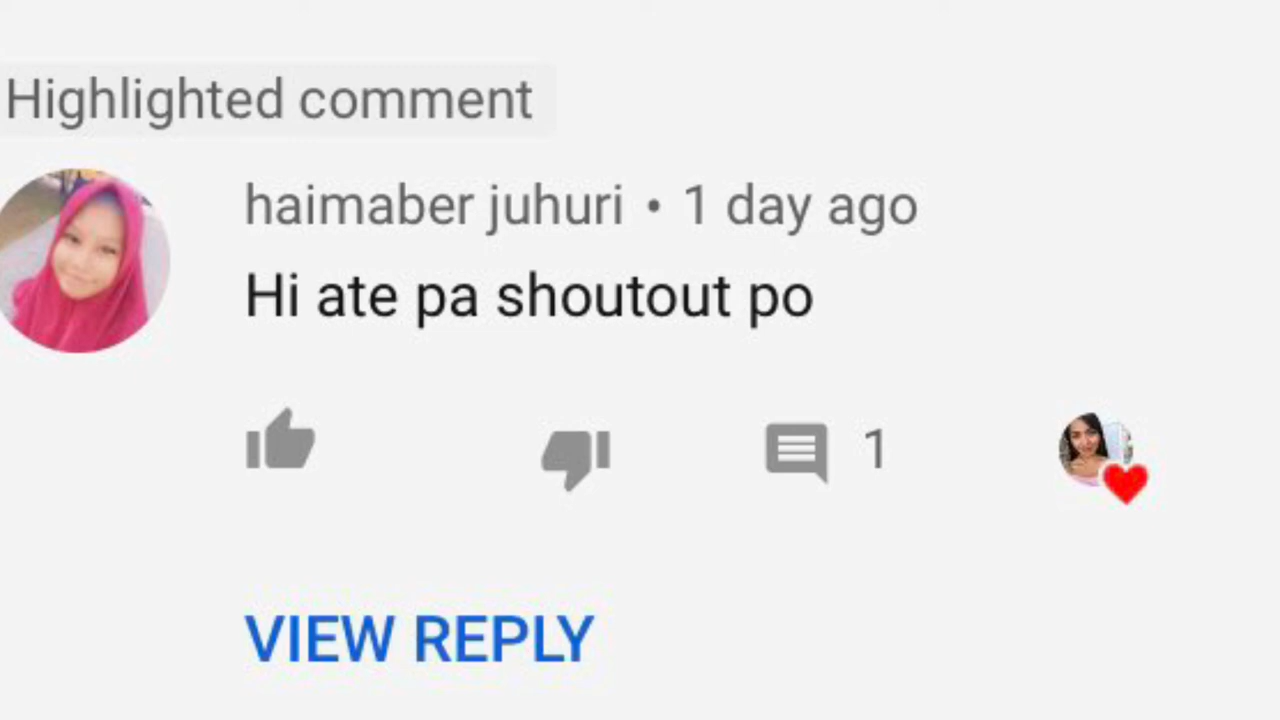 Highlighted comment
haimaber juhuri • 1 day ago
Hi ate pa shoutout po
1
VIEW REPLY